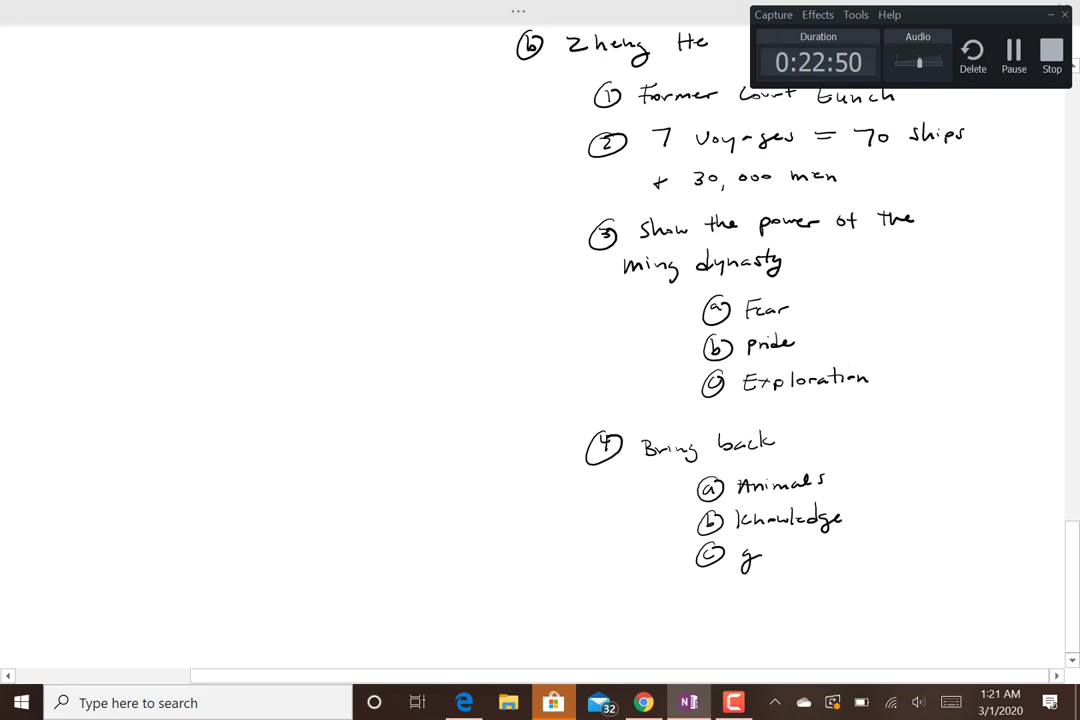 Capture Effects Tools Help
Duration
Audio
0:22:50
Delete Pause Stop
b Zheng He
1 Former Court Eunch
2 7 voyages = 70 ships
+ 30,000 men
3 Show the power of the
ming dynasty
a Fear
b pride
c Exploration
4 Bring back
a Animals
b knowledge
c g
Type here to search
32
N
1:21 AM
3/1/2020